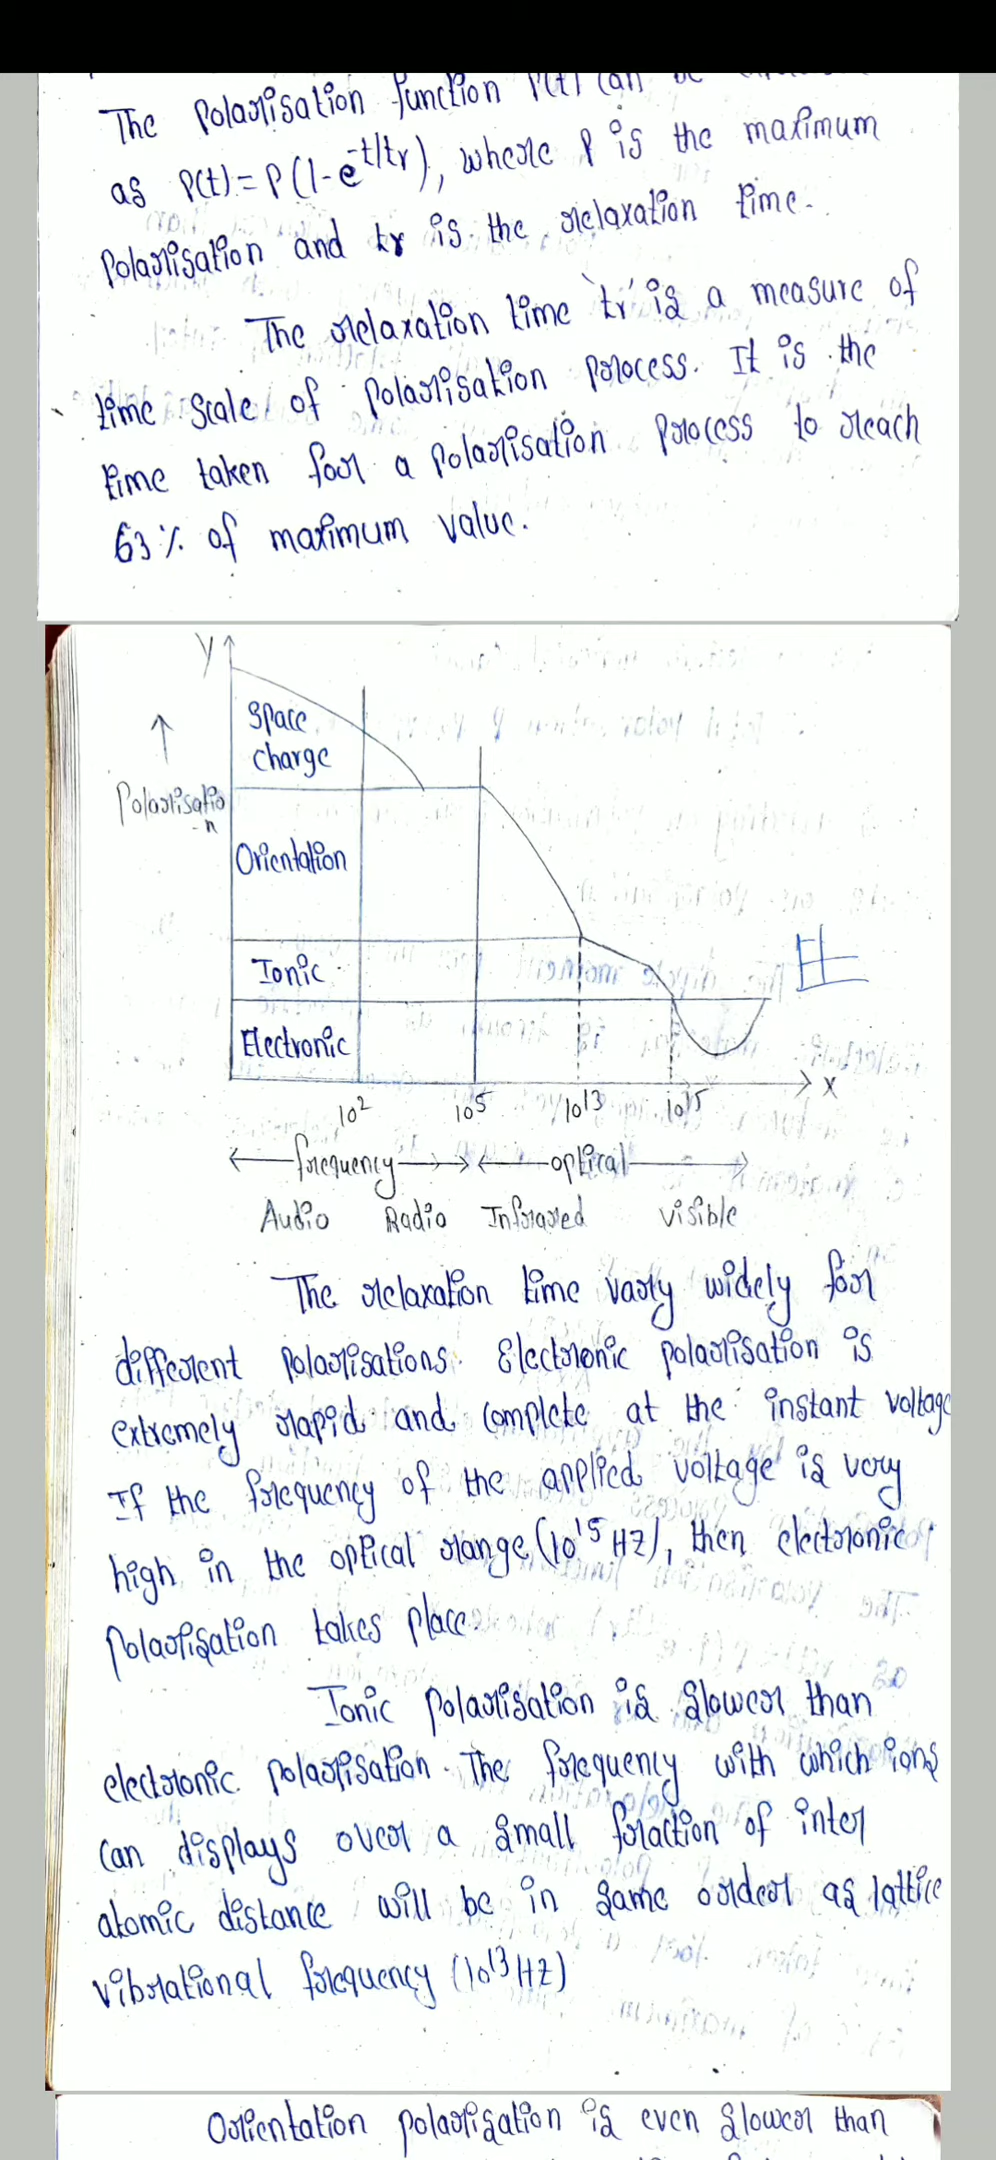 The Polarisation function P(t) can be
as P(t) = P (1-e^-t/tr), where P is the maximum
Polarisation and tr is the relaxation time.
The relaxation time 'tr' is a measure of
time scale of Polarisation process. It is the
time taken for a Polarisation process to reach
63% of maximum value.
Y
Space
charge
Polarisatio
-n
Orientation
Ionic
Electronic
10² 10⁵ 10¹³ 10¹⁵ X
frequency optical
Audio Radio Infrared visible
The relaxation time vary widely for
different Polarisations. Electronic polarisation is
extremely rapid and complete at the instant voltage
If the frequency of the applied voltage is very
high in the optical range (10¹⁵ HZ), then electronic
Polarisation takes place.
Ionic Polarisation is slower than
electronic polarisation. The frequency with which ions
can displays over a small fraction of inter
atomic distance will be in same order as lattice
vibrational frequency (10¹³ HZ)
Orientation polarisation is even slower than